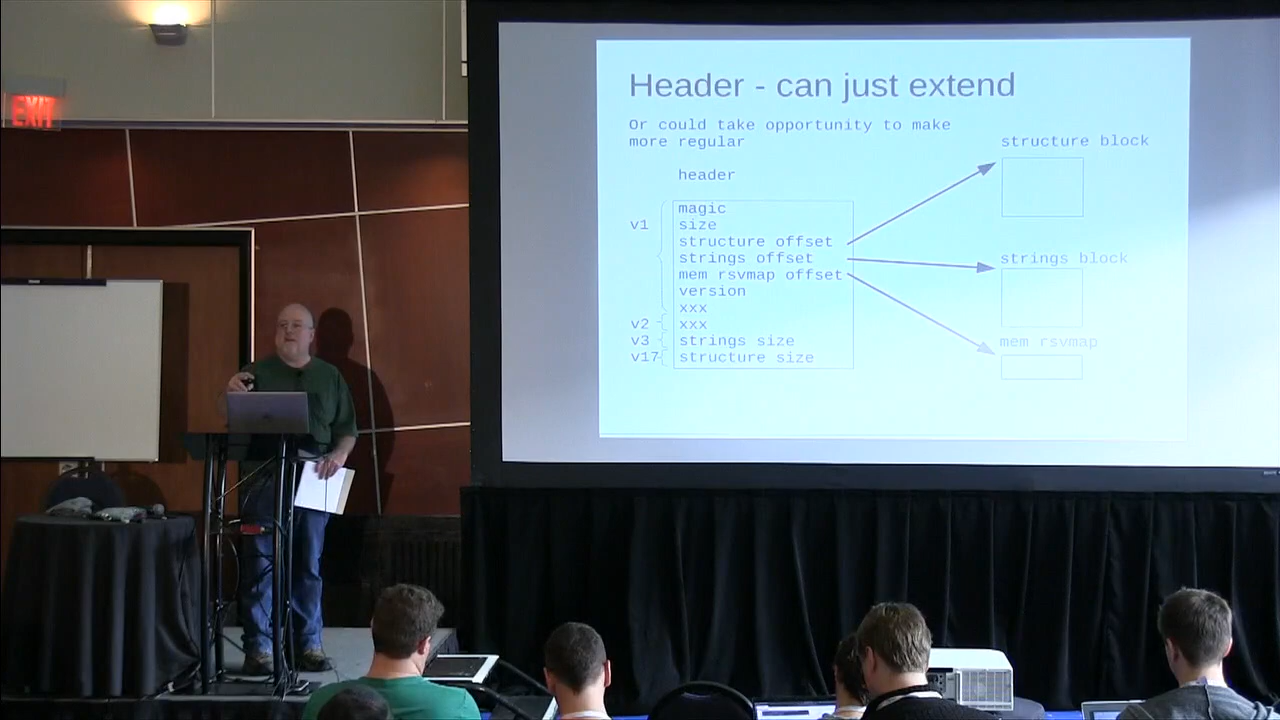 EXIT
Header - can just extend
Or could take opportunity to make
more regular
header
v1
magic
size
structure offset
strings offset
mem rsvmap offset
version
xxx
v2 xxx
v3 strings size
v17 structure size
structure block
strings block
mem rsvmap